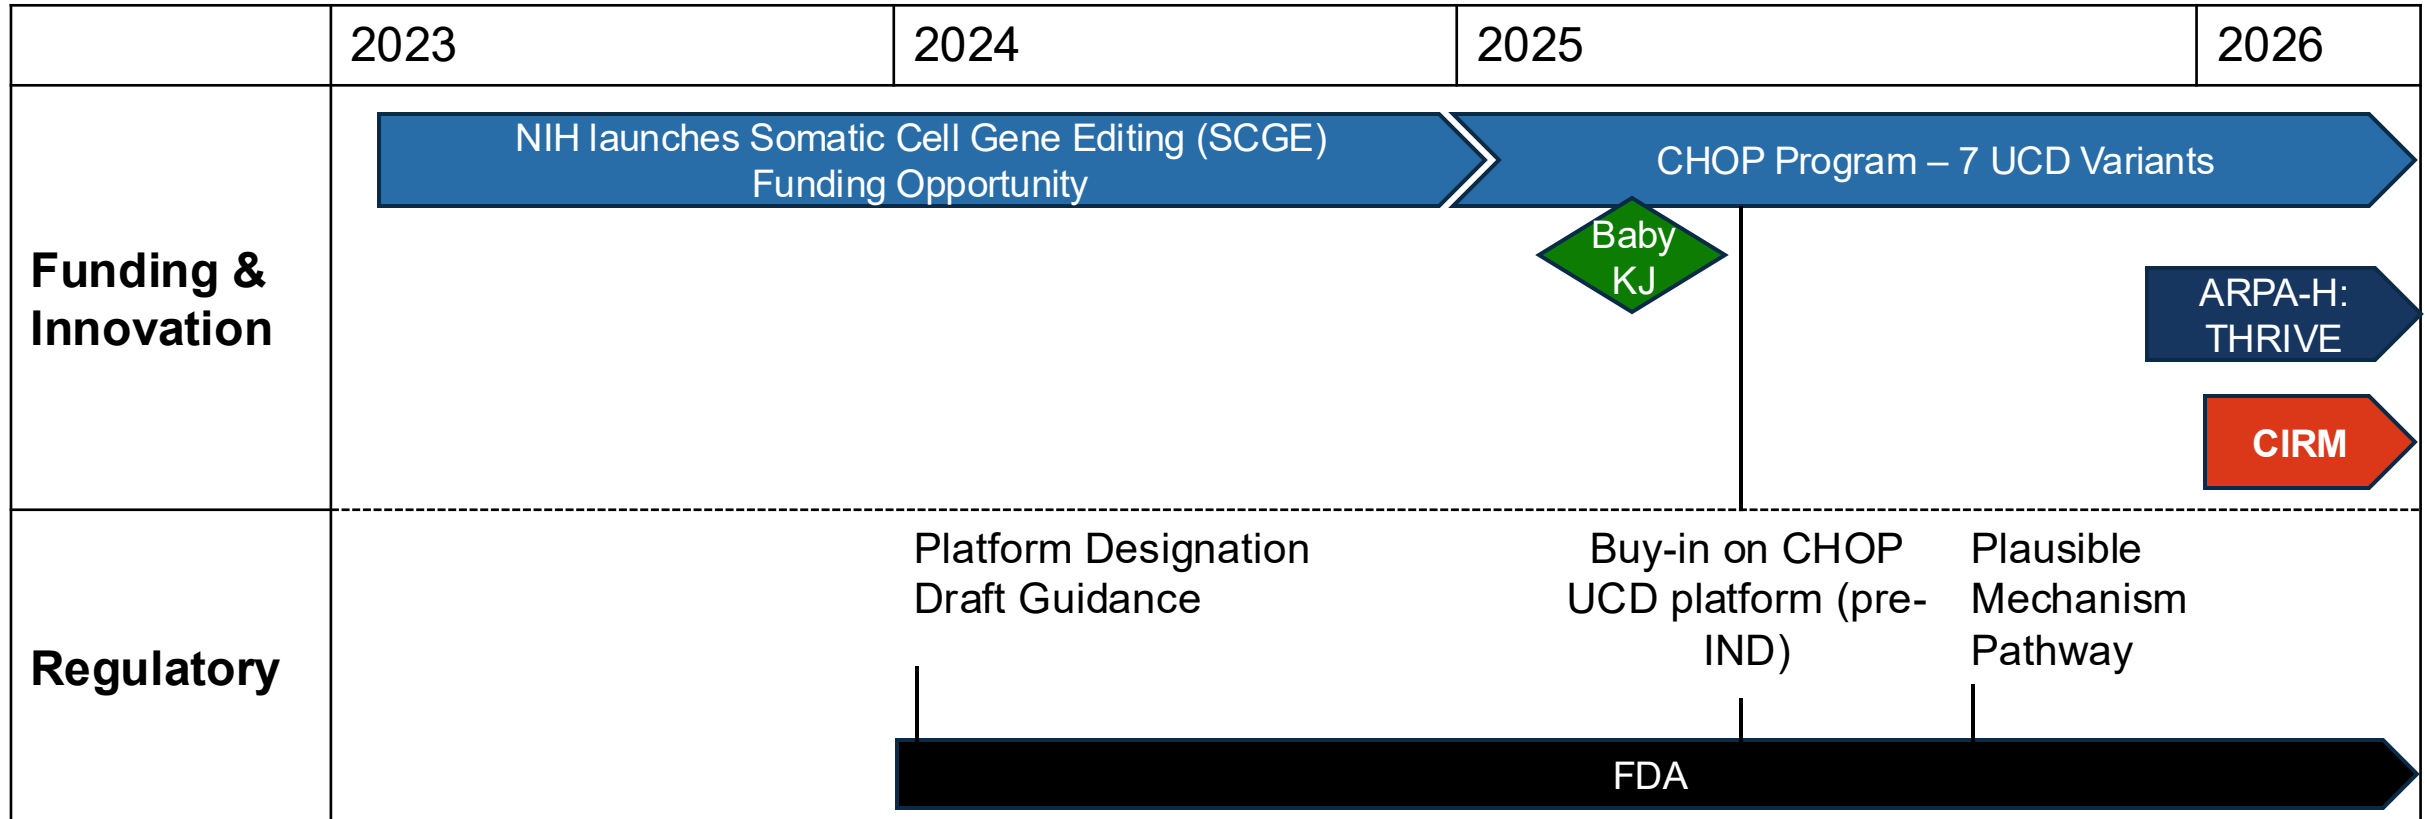 2023
2024
2025
2026
Funding &
Innovation
NIH launches Somatic Cell Gene Editing (SCGE)
Funding Opportunity
CHOP Program – 7 UCD Variants
Baby
KJ
ARPA-H:
THRIVE
CIRM
Regulatory
Platform Designation
Draft Guidance
Buy-in on CHOP
UCD platform (pre-
IND)
Plausible
Mechanism
Pathway
FDA